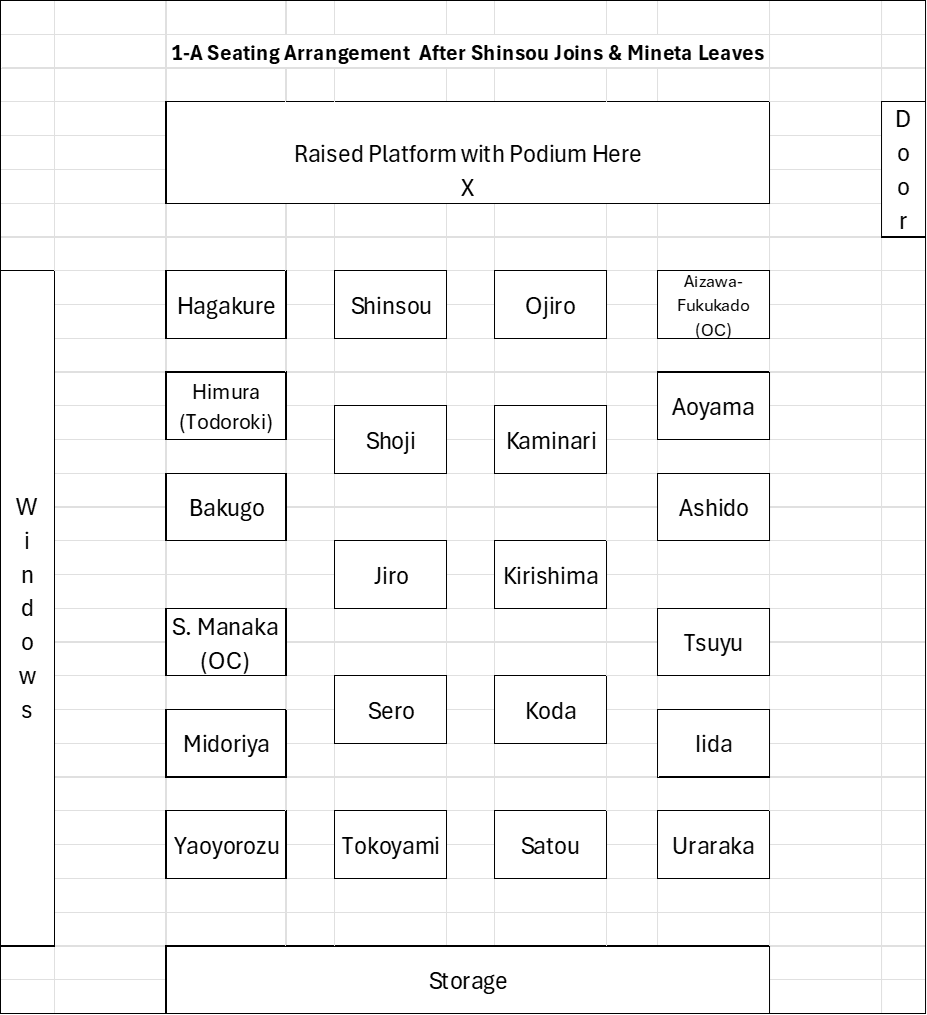 1-A Seating Arrangement  After Shinsou Joins & Mineta Leaves
Raised Platform with Podium Here
X
D
o
o
r
Hagakure
Shinsou
Ojiro
Aizawa-
Fukukado
(OC)
Himura
(Todoroki)
Shoji
Kaminari
Aoyama
Bakugo
Ashido
Jiro
Kirishima
W
i
n
d
o
w
s
S. Manaka
(OC)
Tsuyu
Sero
Koda
Midoriya
Iida
Yaoyorozu
Tokoyami
Satou
Uraraka
Storage